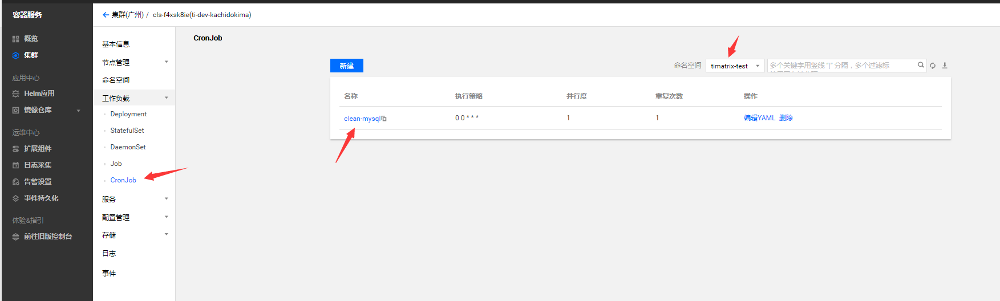 容器服务
概览
集群
应用中心
Helm应用
镜像仓库
运维中心
扩展组件
日志采集
告警设置
事件持久化
体验&指引
前往旧版控制台
集群(广州) / cls-f4xsk8ie(ti-dev-kachidokima)
基本信息
节点管理
命名空间
工作负载
Deployment
StatefulSet
DaemonSet
Job
CronJob
服务
配置管理
存储
日志
事件
CronJob
新建
命名空间 timatrix-test 多个关键字用竖线 "|" 分隔，多个过滤标
名称 执行策略 并行度 重复次数 操作
clean-mysql 0 0 * * * 1 1 编辑YAML 删除